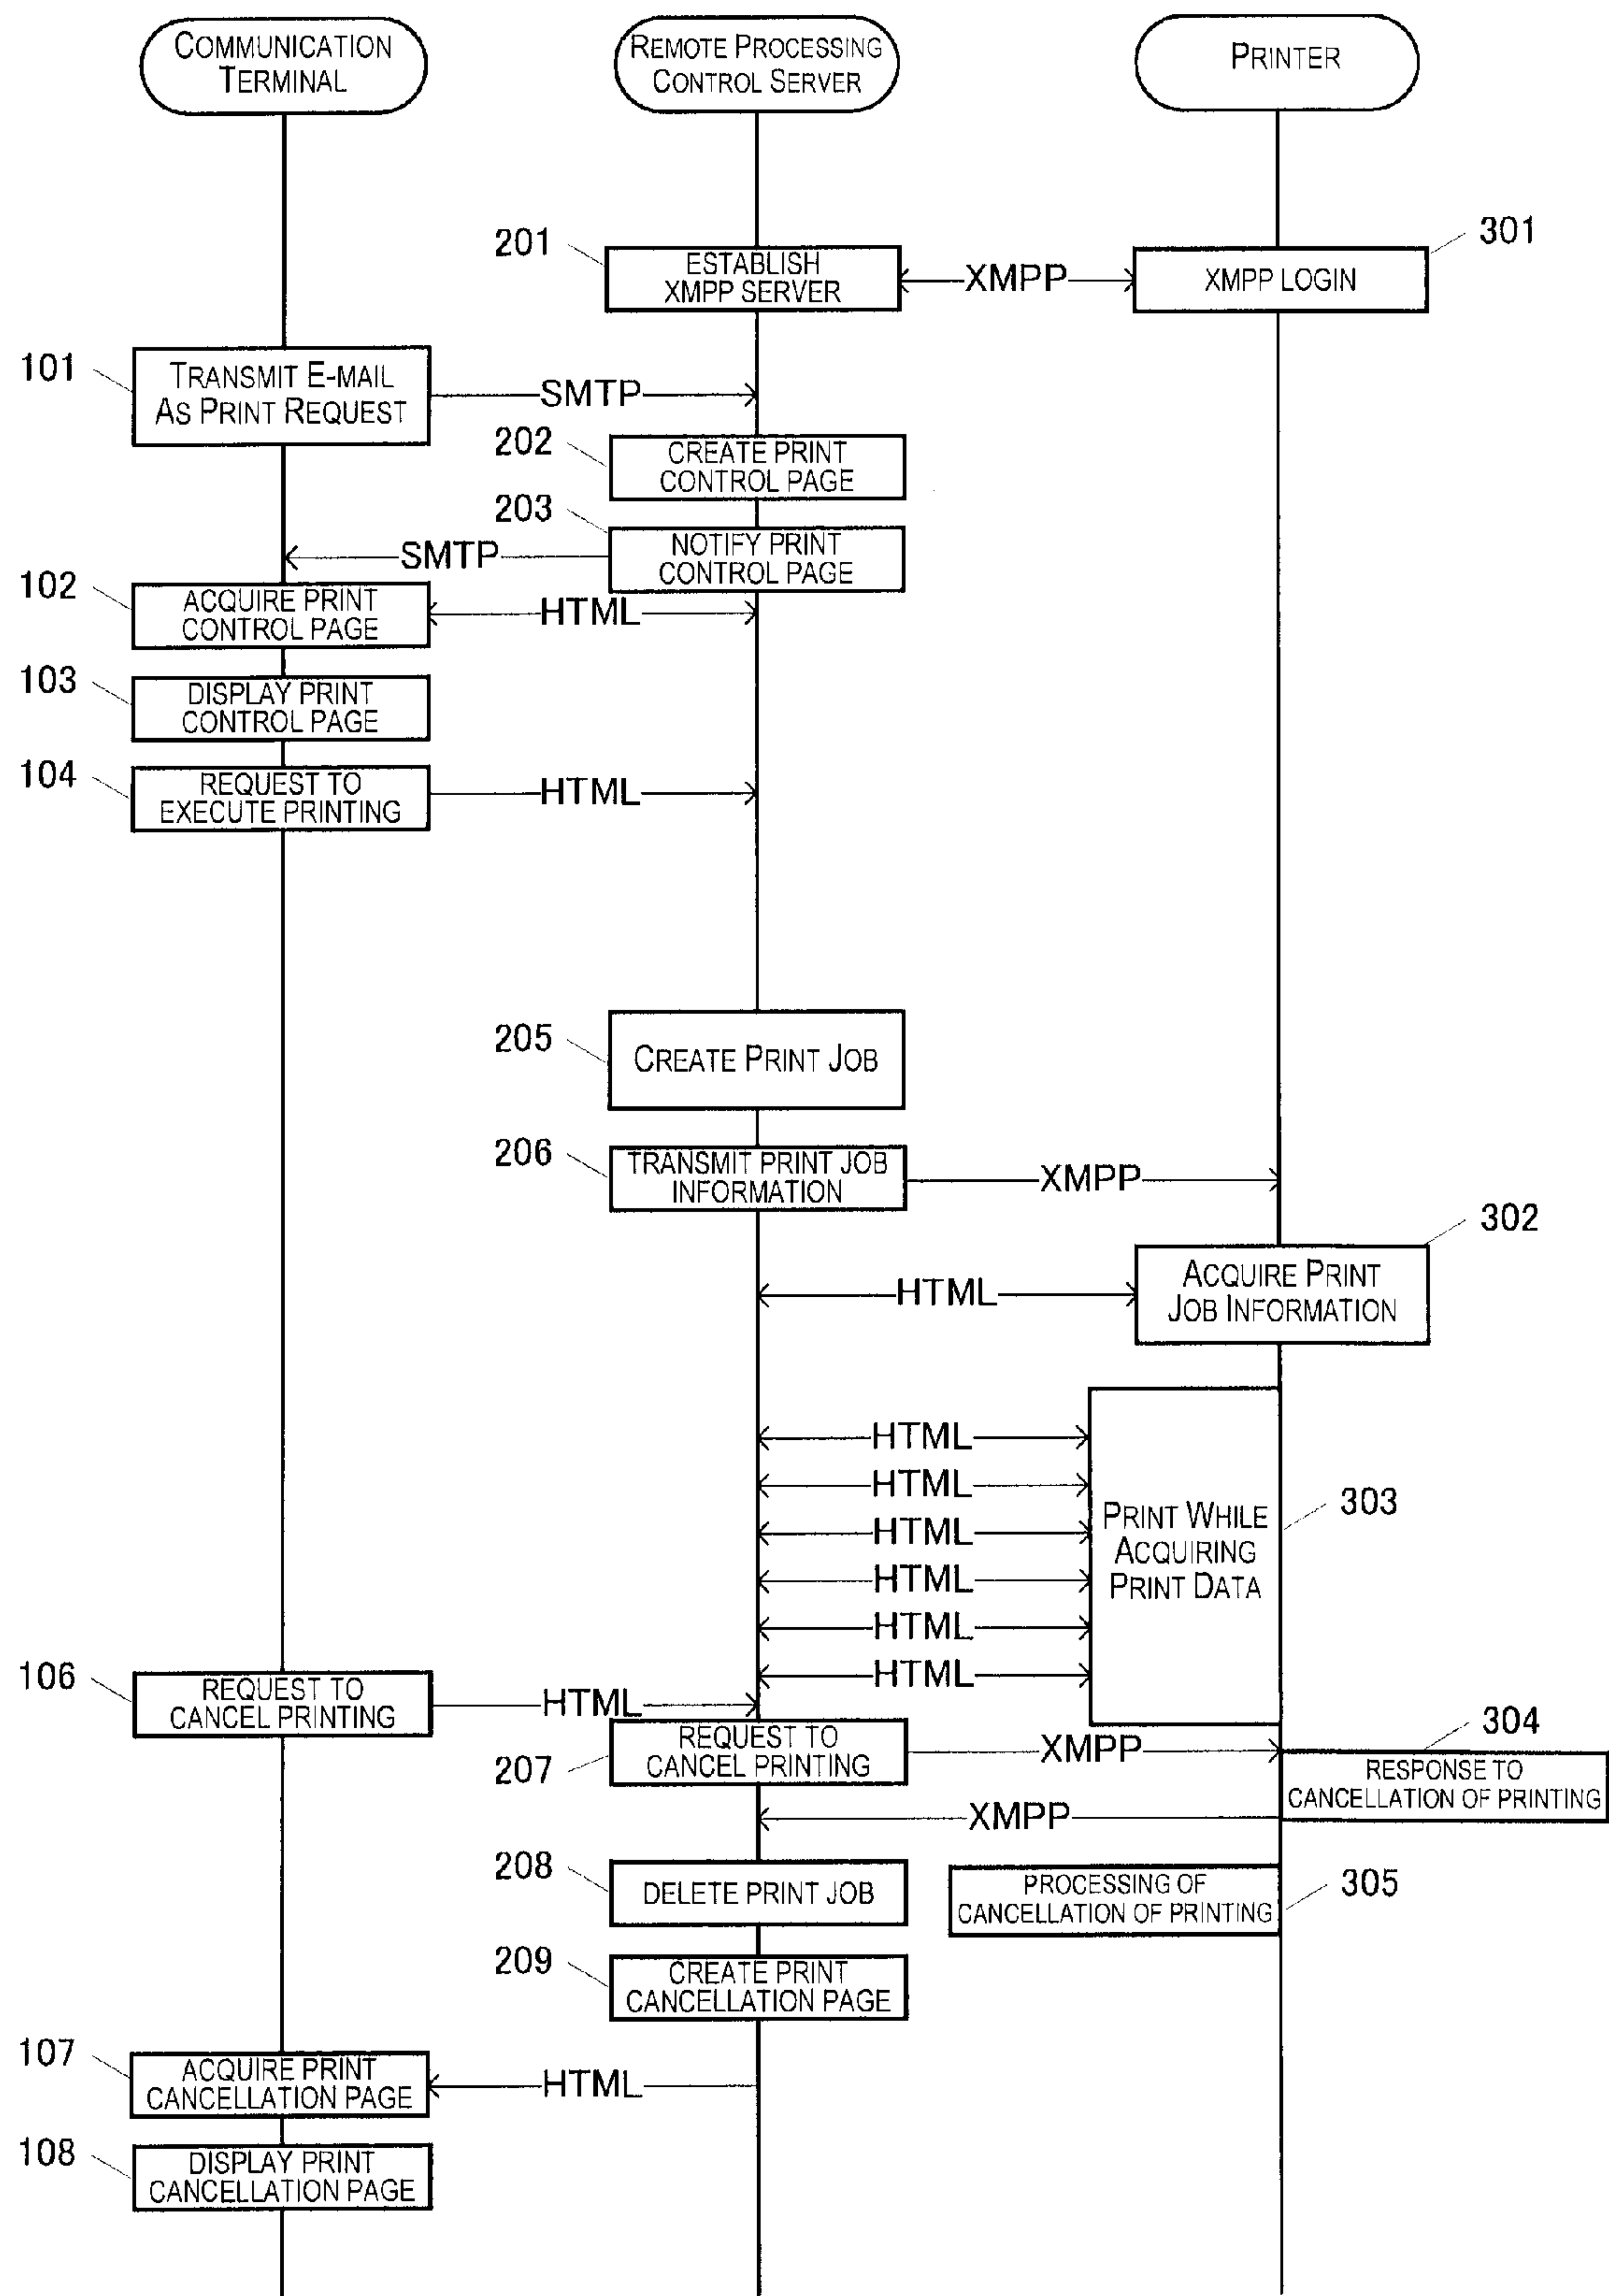 COMMUNICATION
TERMINAL
REMOTE PROCESSING
CONTROL SERVER
PRINTER
201
ESTABLISH
XMPP SERVER
XMPP
XMPP LOGIN
301
101
TRANSMIT E-MAIL
AS PRINT REQUEST
SMTP
202
CREATE PRINT
CONTROL PAGE
203
NOTIFY PRINT
CONTROL PAGE
SMTP
102
ACQUIRE PRINT
CONTROL PAGE
HTML
103
DISPLAY PRINT
CONTROL PAGE
104
REQUEST TO
EXECUTE PRINTING
HTML
205
CREATE PRINT JOB
206
TRANSMIT PRINT JOB
INFORMATION
XMPP
302
ACQUIRE PRINT
JOB INFORMATION
HTML
HTML
HTML
HTML
HTML
HTML
HTML
PRINT WHILE
ACQUIRING
PRINT DATA
303
106
REQUEST TO
CANCEL PRINTING
HTML
207
REQUEST TO
CANCEL PRINTING
XMPP
304
RESPONSE TO
CANCELLATION OF PRINTING
XMPP
208
DELETE PRINT JOB
PROCESSING OF
CANCELLATION OF PRINTING
305
209
CREATE PRINT
CANCELLATION PAGE
107
ACQUIRE PRINT
CANCELLATION PAGE
HTML
108
DISPLAY PRINT
CANCELLATION PAGE